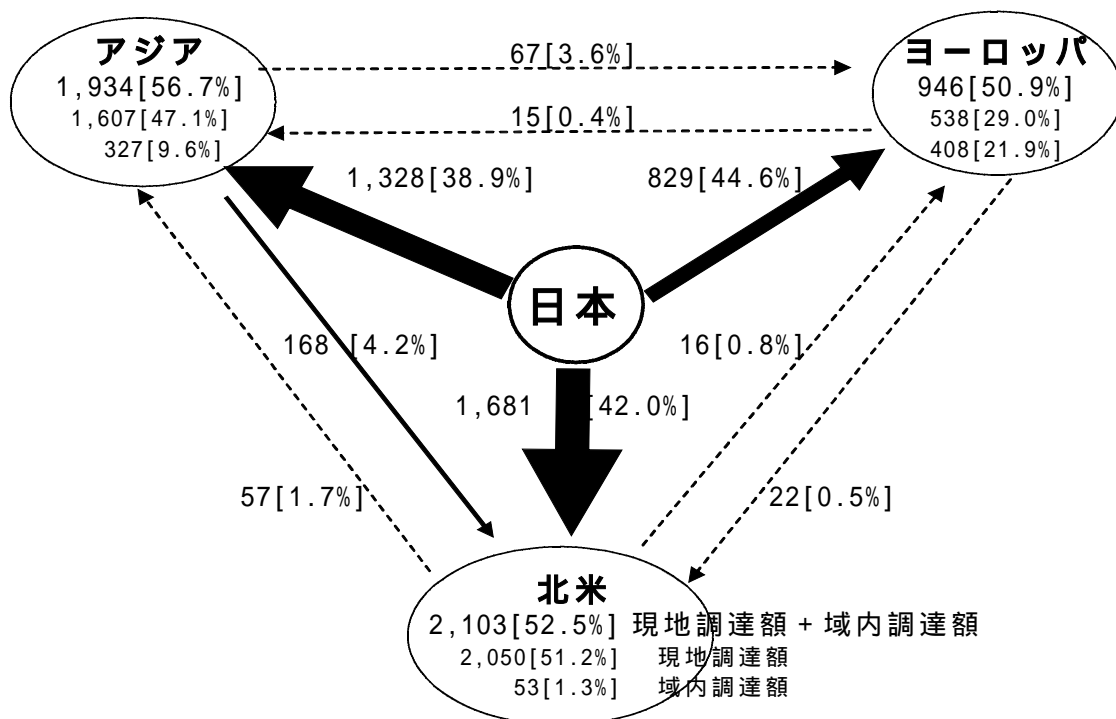 アジア
1,934[56.7%]
1,607[47.1%]
327[9.6%]
67[3.6%]
15[0.4%]
ヨーロッパ
946[50.9%]
538[29.0%]
408[21.9%]
1,328[38.9%]
829[44.6%]
日本
168 [4.2%]
16[0.8%]
1,681 [42.0%]
57[1.7%]
22[0.5%]
北米
2,103[52.5%] 現地調達額+域内調達額
2,050[51.2%] 現地調達額
53[1.3%] 域内調達額